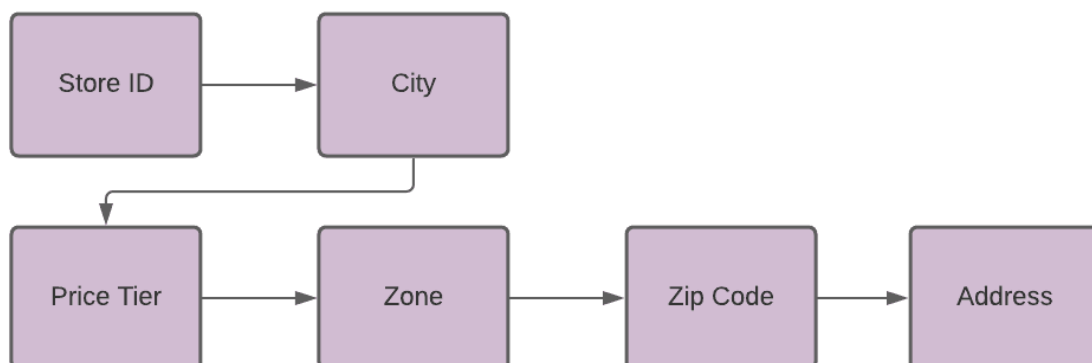 Store ID
City
Price Tier
Zone
Zip Code
Address